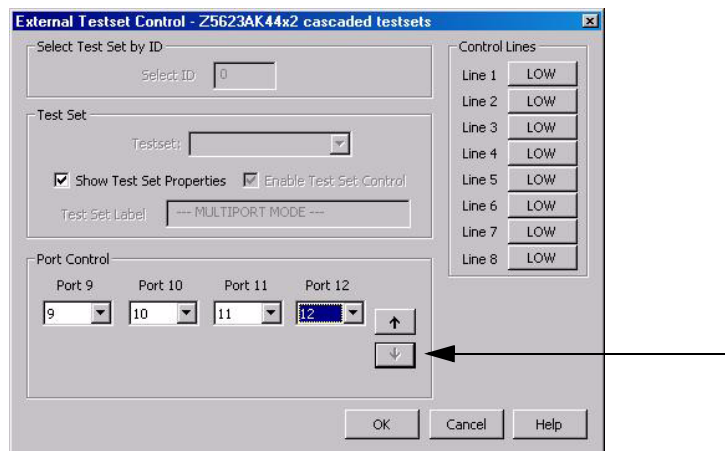 External Testset Control - Z5623AK44x2 cascaded testsets
Select Test Set by ID
Select ID 0
Test Set
Testset:
Show Test Set Properties Enable Test Set Control
Test Set Label --- MULTIPORT MODE ---
Port Control
Port 9 Port 10 Port 11 Port 12
9 10 11 12
Control Lines
Line 1 LOW
Line 2 LOW
Line 3 LOW
Line 4 LOW
Line 5 LOW
Line 6 LOW
Line 7 LOW
Line 8 LOW
OK Cancel Help